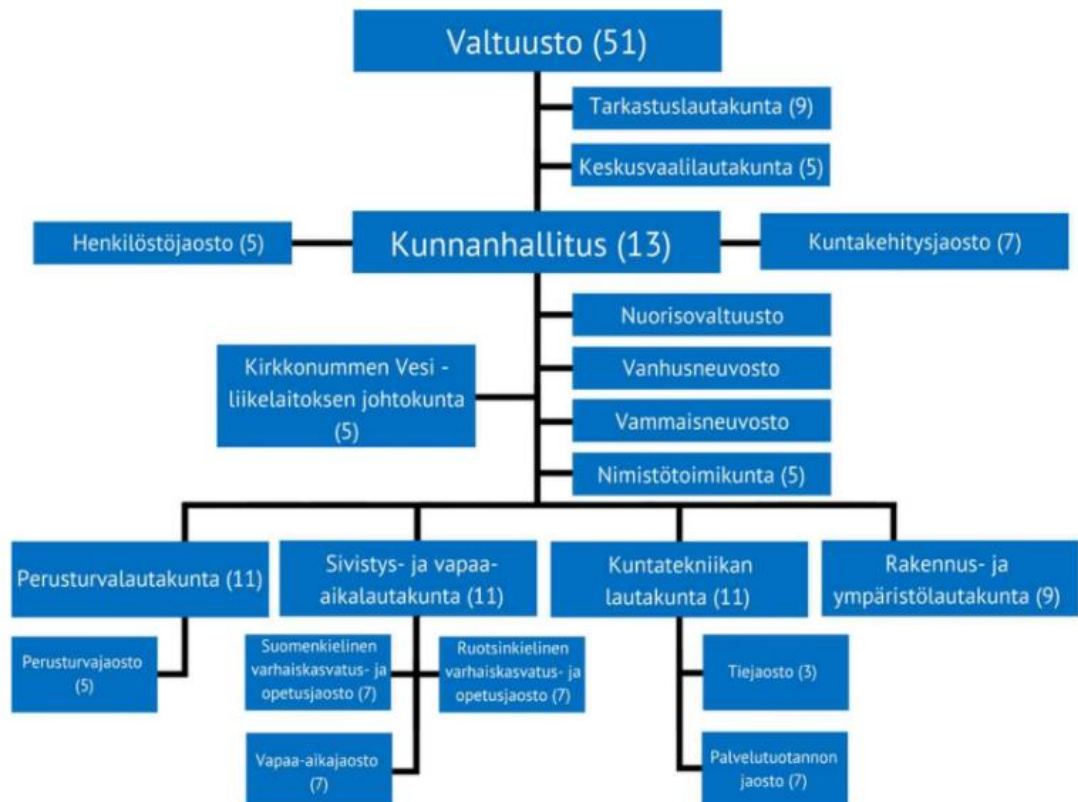 Valtuusto (51)
Tarkastuslautakunta (9)
Keskusvaalilautakunta (5)
Henkilöstöjaosto (5)
Kunnanhallitus (13)
Kuntakehitysjaosto (7)
Nuorisovaltuusto
Kirkkonummen Vesi -
liikelaitoksen johtokunta
(5)
Vanhusneuvosto
Vammaisneuvosto
Nimistötoimikunta (5)
Perusturvalautakunta (11)
Sivistys- ja vapaa-
aikalautakunta (11)
Kuntatekniikan
lautakunta (11)
Rakennus- ja
ympäristölautakunta (9)
Perusturvajaosto
(5)
Suomenkielinen
varhaiskasvatus- ja
opetusjaosto (7)
Ruotsinkielinen
varhaiskasvatus- ja
opetusjaosto (7)
Tiejaosto (3)
Vapaa-aikajaosto
(7)
Palvelutuotannon
jaosto (7)